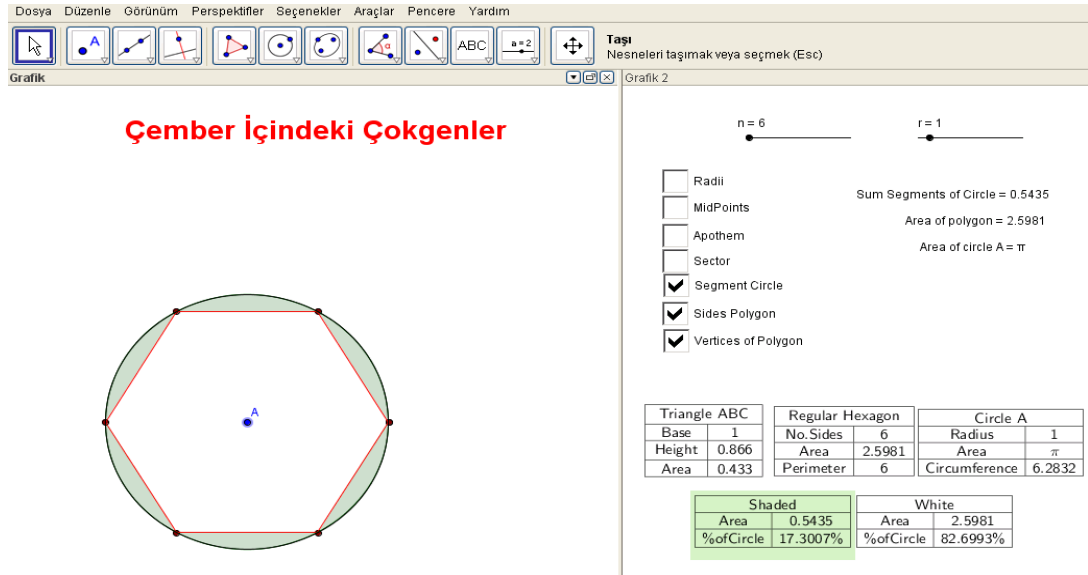 Dosya Düzenle Görünüm Perspektifler Seçenekler Araçlar Pencere Yardım
A
α
ABC
a = 2
Taşı
Nesneleri taşımak veya seçmek (Esc)
Grafik
Grafik 2
Çember İçindeki Çokgenler
A
n = 6
r = 1
Radii
MidPoints
Apothem
Sector
Segment Circle
Sides Polygon
Vertices of Polygon
Sum Segments of Circle = 0.5435
Area of polygon = 2.5981
Area of circle A = π
Triangle ABC
Base 1
Height 0.866
Area 0.433
Regular Hexagon
No.Sides 6
Area 2.5981
Perimeter 6
Circle A
Radius 1
Area π
Circumference 6.2832
Shaded
Area 0.5435
%ofCircle 17.3007%
White
Area 2.5981
%ofCircle 82.6993%